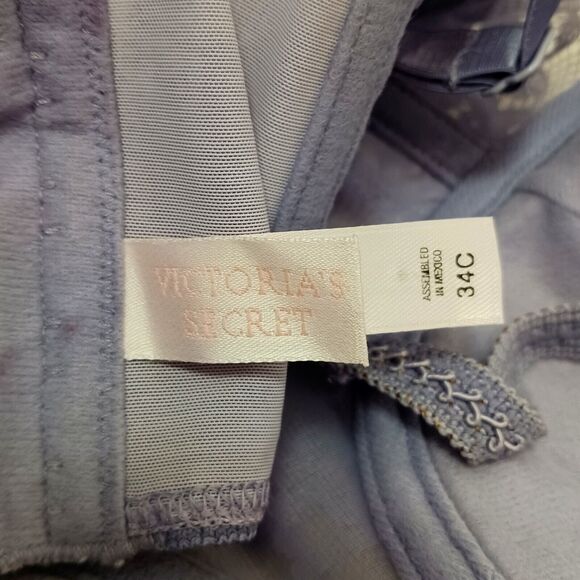 VICTORIA'S
SECRET
ASSEMBLED
IN MEXICO
34C